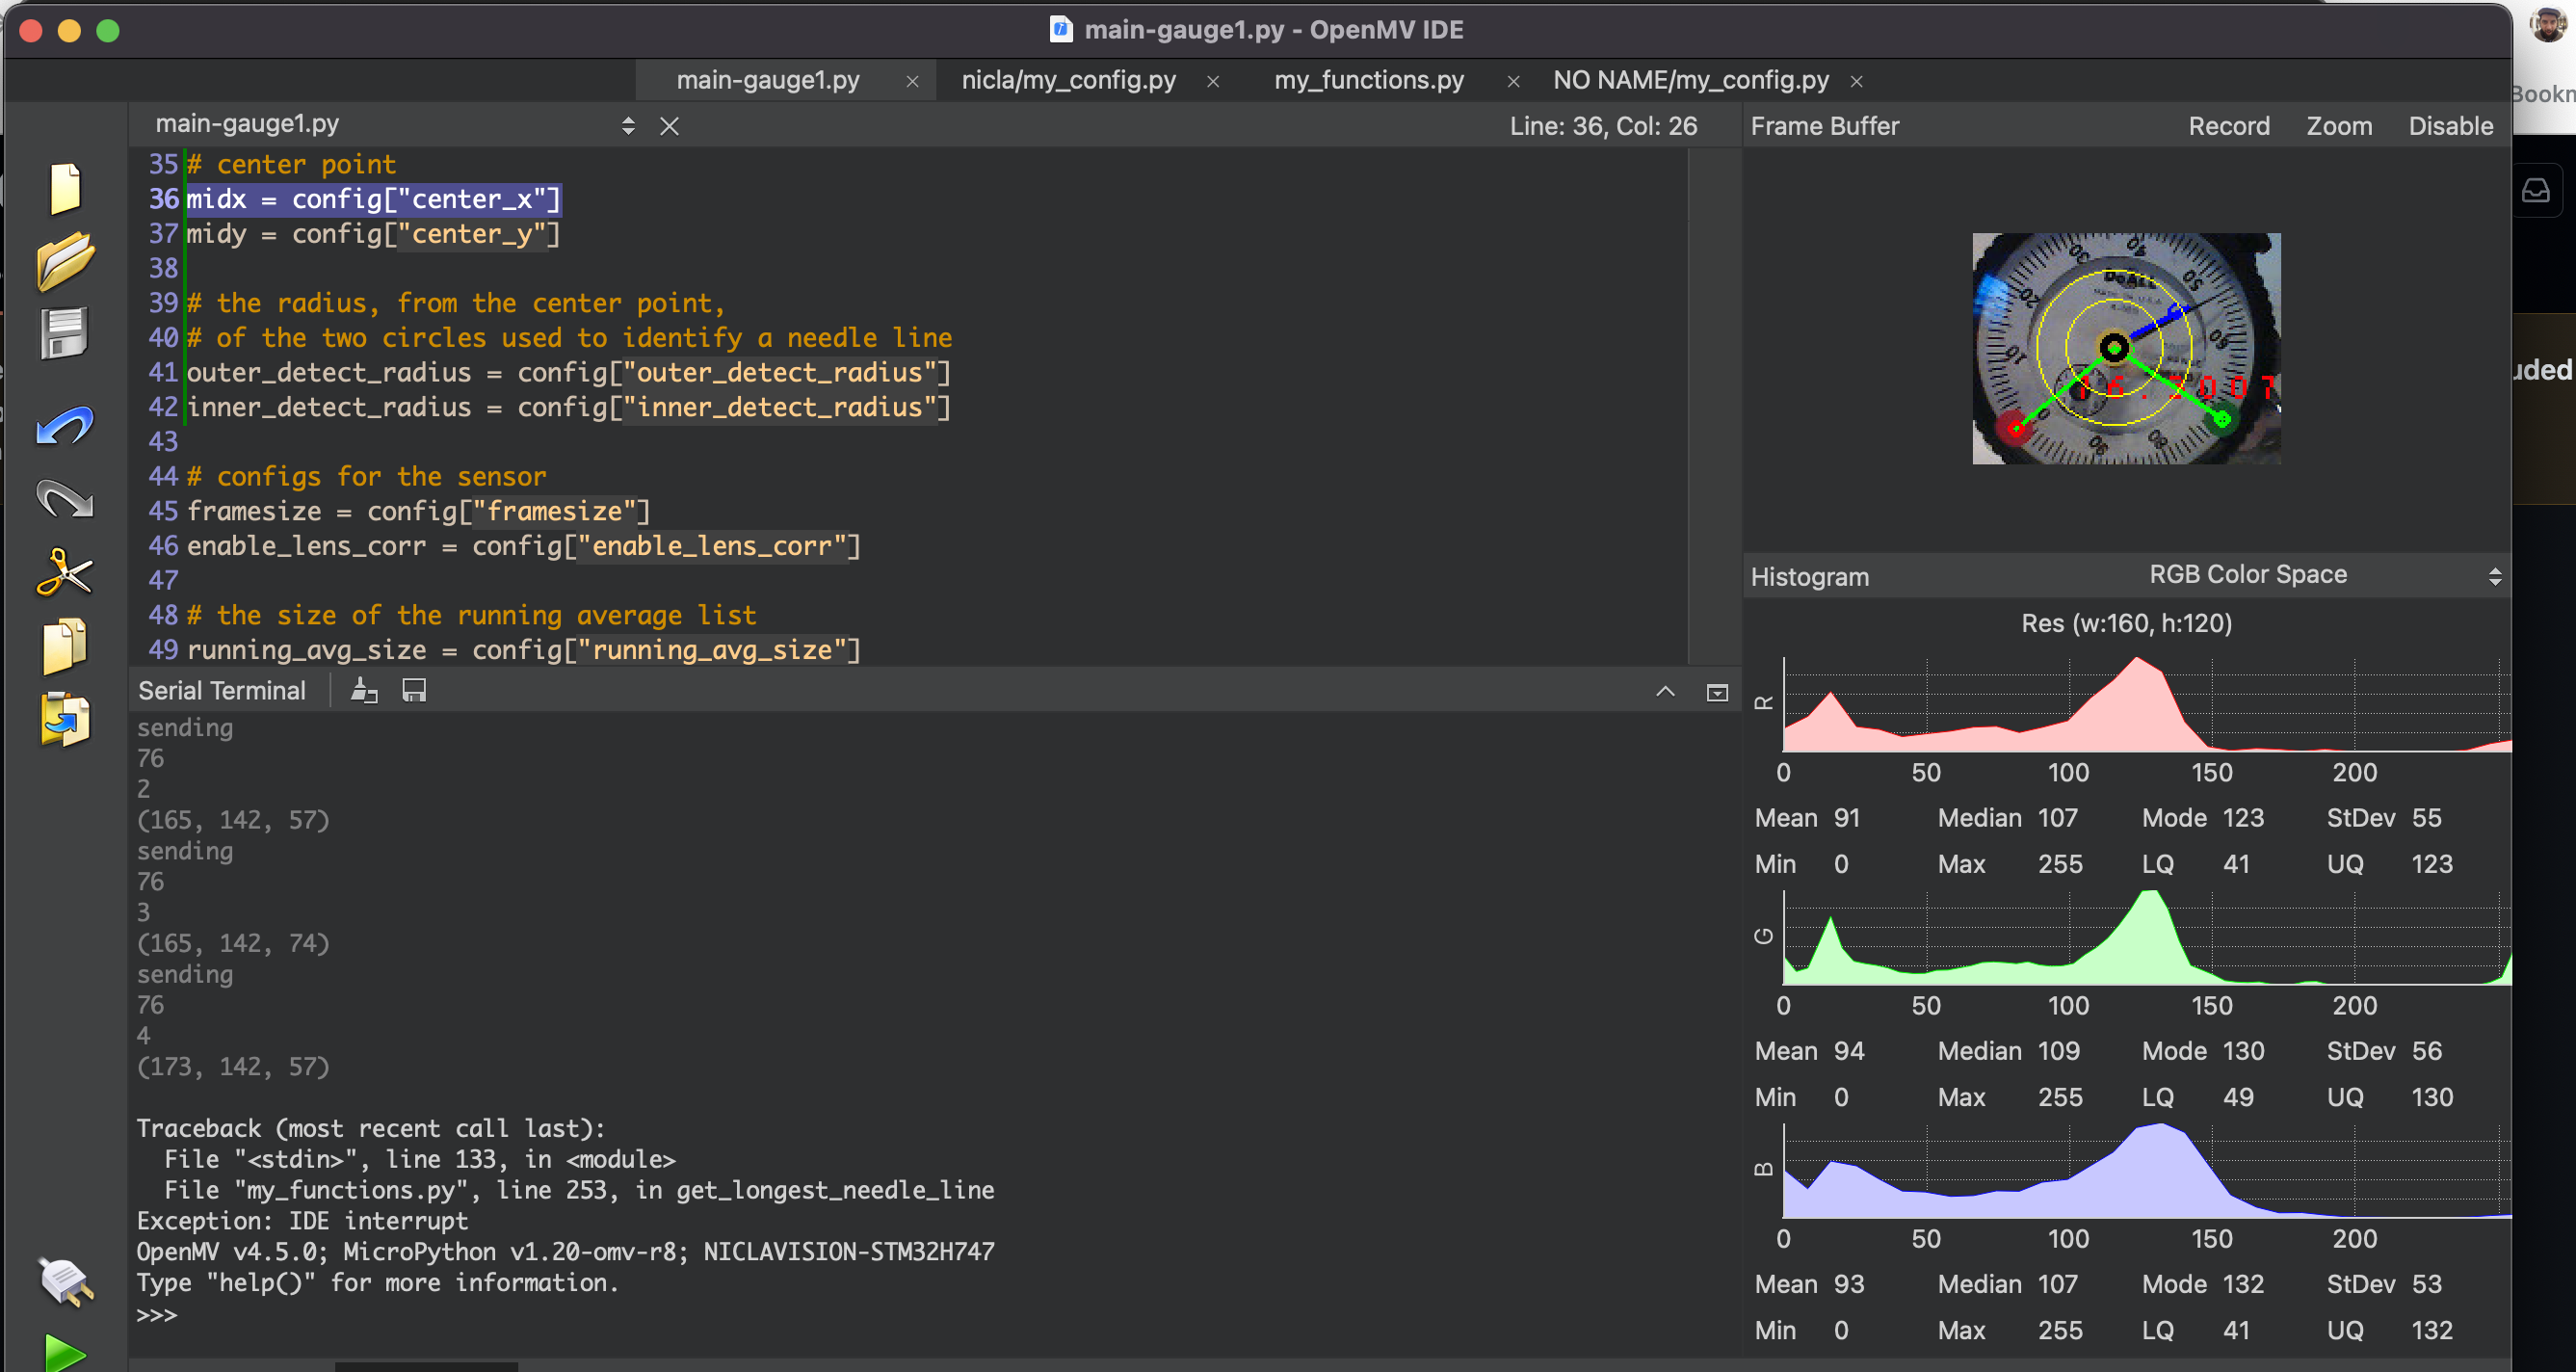 main-gauge1.py - OpenMV IDE
main-gauge1.py
nicla/my_config.py
my_functions.py
NO NAME/my_config.py
main-gauge1.py
Line: 36, Col: 26
35 # center point
36 midx = config["center_x"]
37 midy = config["center_y"]
38
39 # the radius, from the center point,
40 # of the two circles used to identify a needle line
41 outer_detect_radius = config["outer_detect_radius"]
42 inner_detect_radius = config["inner_detect_radius"]
43
44 # configs for the sensor
45 framesize = config["framesize"]
46 enable_lens_corr = config["enable_lens_corr"]
47
48 # the size of the running average list
49 running_avg_size = config["running_avg_size"]
Serial Terminal
sending
76
2
(165, 142, 57)
sending
76
3
(165, 142, 74)
sending
76
4
(173, 142, 57)
Traceback (most recent call last):
File "<stdin>", line 133, in <module>
File "my_functions.py", line 253, in get_longest_needle_line
Exception: IDE interrupt
OpenMV v4.5.0; MicroPython v1.20-omv-r8; NICLAVISION-STM32H747
Type "help()" for more information.
>>>
Frame Buffer
Record Zoom Disable
30
40
50
20
60
10
0
90
80
Histogram
RGB Color Space
Res (w:160, h:120)
R
0 50 100 150 200
Mean 91 Median 107 Mode 123 StDev 55
Min 0 Max 255 LQ 41 UQ 123
G
0 50 100 150 200
Mean 94 Median 109 Mode 130 StDev 56
Min 0 Max 255 LQ 49 UQ 130
B
0 50 100 150 200
Mean 93 Median 107 Mode 132 StDev 53
Min 0 Max 255 LQ 41 UQ 132